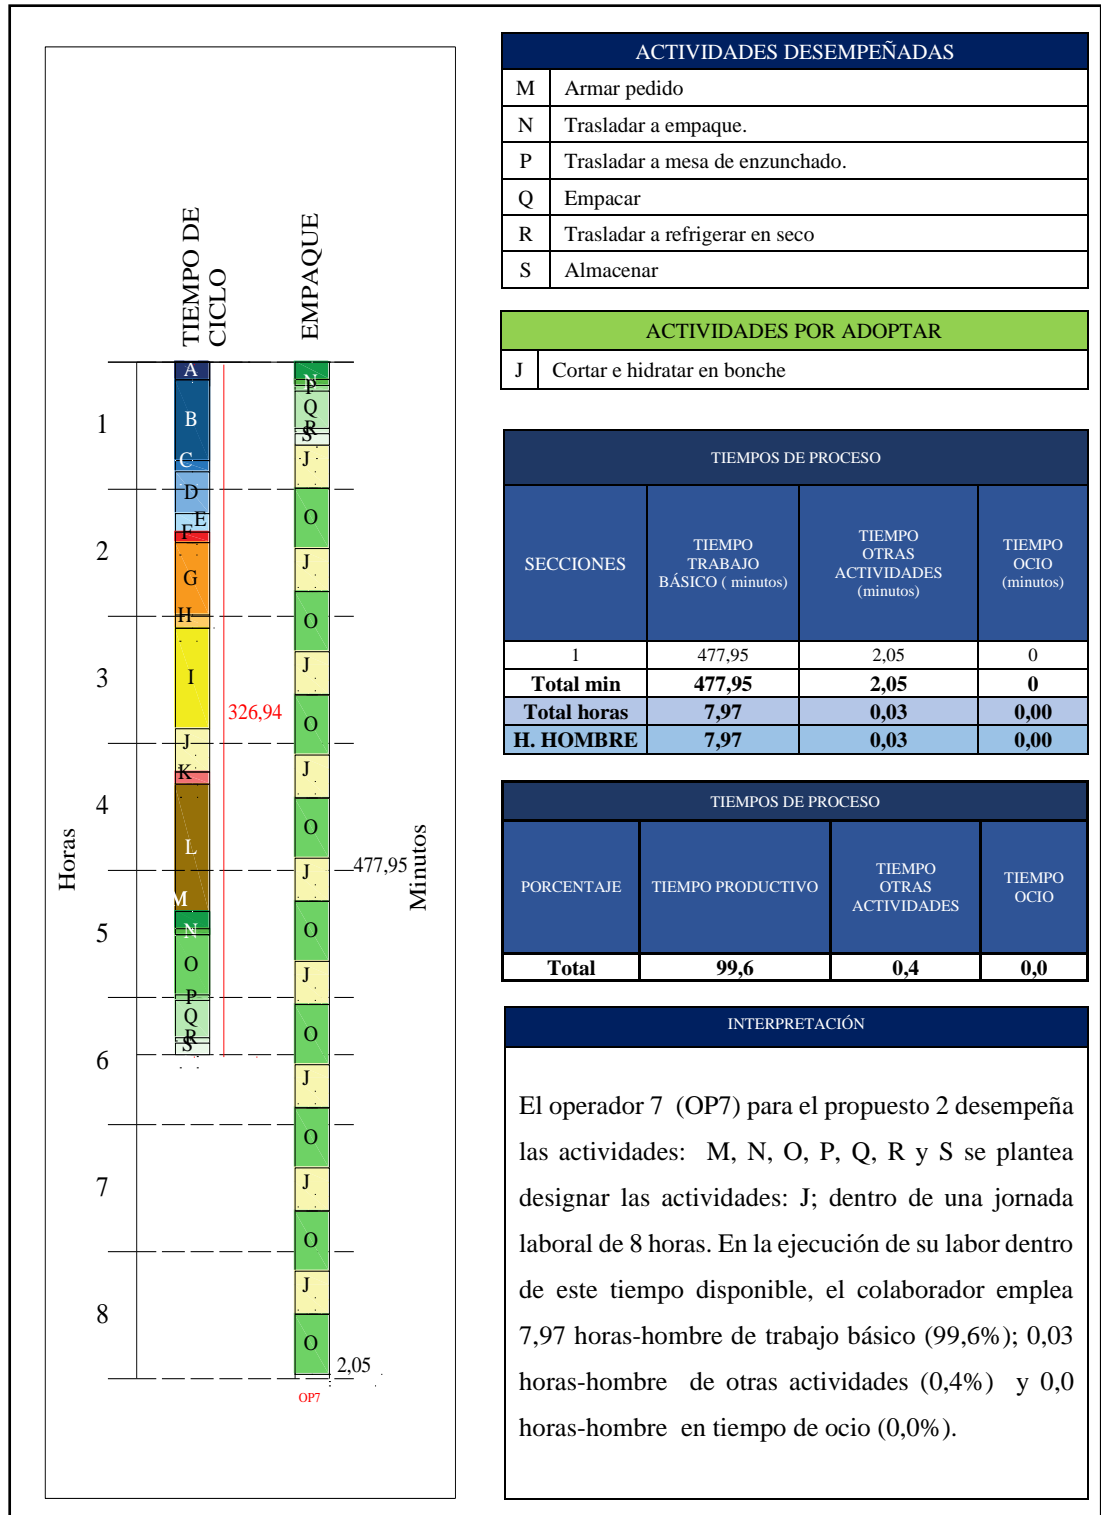 TIEMPO DE
CICLO
EMPAQUE
Horas
Minutos
1
2
3
4
5
6
7
8
A
B
C
D
E
F
G
H
I
J
K
L
M
N
O
P
Q
R
S
326,94
N
P
Q
R
S
J
O
J
O
J
O
J
O
J
O
J
O
J
O
J
O
J
O
477,95
2,05
OP7
ACTIVIDADES DESEMPEÑADAS
M Armar pedido
N Trasladar a empaque.
P Trasladar a mesa de enzunchado.
Q Empacar
R Trasladar a refrigerar en seco
S Almacenar
ACTIVIDADES POR ADOPTAR
J Cortar e hidratar en bonche
TIEMPOS DE PROCESO
SECCIONES
TIEMPO
TRABAJO
BÁSICO ( minutos)
TIEMPO
OTRAS
ACTIVIDADES
(minutos)
TIEMPO
OCIO
(minutos)
1 477,95 2,05 0
Total min 477,95 2,05 0
Total horas 7,97 0,03 0,00
H. HOMBRE 7,97 0,03 0,00
TIEMPOS DE PROCESO
PORCENTAJE
TIEMPO PRODUCTIVO
TIEMPO
OTRAS
ACTIVIDADES
TIEMPO
OCIO
Total 99,6 0,4 0,0
INTERPRETACIÓN
El operador 7 (OP7) para el propuesto 2 desempeña
las actividades: M, N, O, P, Q, R y S se plantea
designar las actividades: J; dentro de una jornada
laboral de 8 horas. En la ejecución de su labor dentro
de este tiempo disponible, el colaborador emplea
7,97 horas-hombre de trabajo básico (99,6%); 0,03
horas-hombre de otras actividades (0,4%) y 0,0
horas-hombre en tiempo de ocio (0,0%).